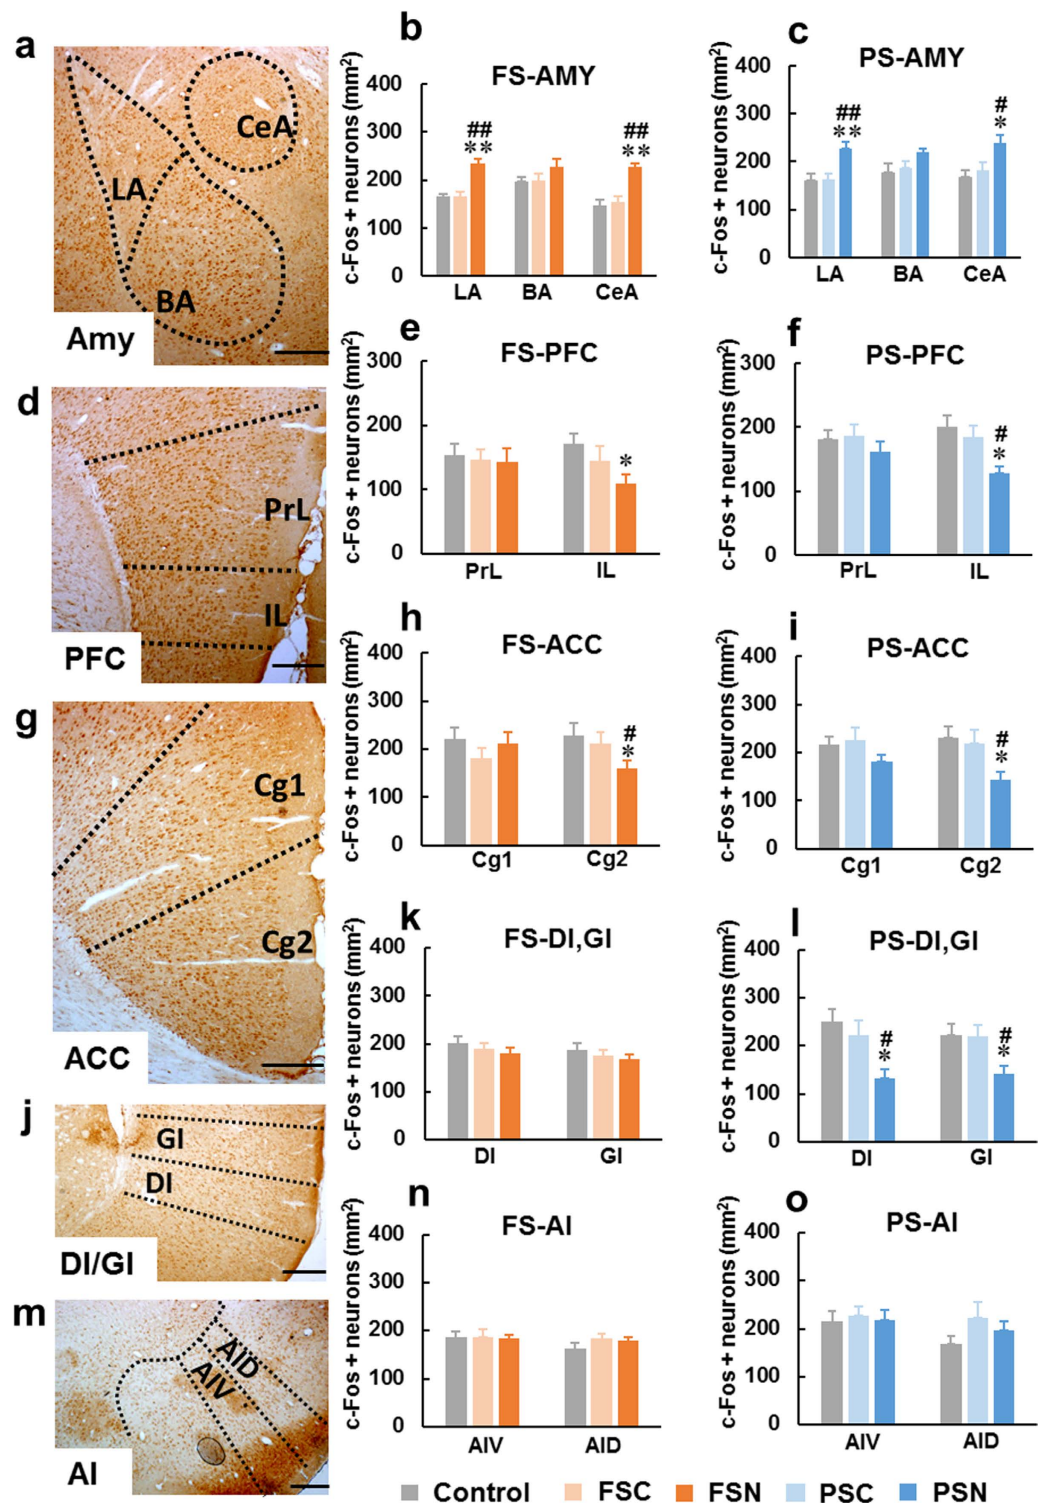 a
CeA
LA
BA
Amy
b
FS-AMY
c-Fos + neurons (mm²)
400
300
200
100
0
##
**
##
**
LA BA CeA
c
PS-AMY
c-Fos + neurons (mm²)
400
300
200
100
0
##
**
#
*
LA BA CeA
d
PrL
IL
PFC
e
FS-PFC
c-Fos + neurons (mm²)
300
200
100
0
*
PrL IL
f
PS-PFC
c-Fos + neurons (mm²)
300
200
100
0
#
*
PrL IL
g
Cg1
Cg2
ACC
h
FS-ACC
c-Fos + neurons (mm²)
400
300
200
100
0
#
*
Cg1 Cg2
i
PS-ACC
c-Fos + neurons (mm²)
400
300
200
100
0
#
*
Cg1 Cg2
j
GI
DI
DI/GI
k
FS-DI,GI
c-Fos + neurons (mm²)
400
300
200
100
0
DI GI
l
PS-DI,GI
c-Fos + neurons (mm²)
400
300
200
100
0
#
*
#
*
DI GI
m
AID
AIV
AI
n
FS-AI
c-Fos + neurons (mm²)
400
300
200
100
0
AIV AID
o
PS-AI
c-Fos + neurons (mm²)
400
300
200
100
0
AIV AID
Control FSC FSN PSC PSN